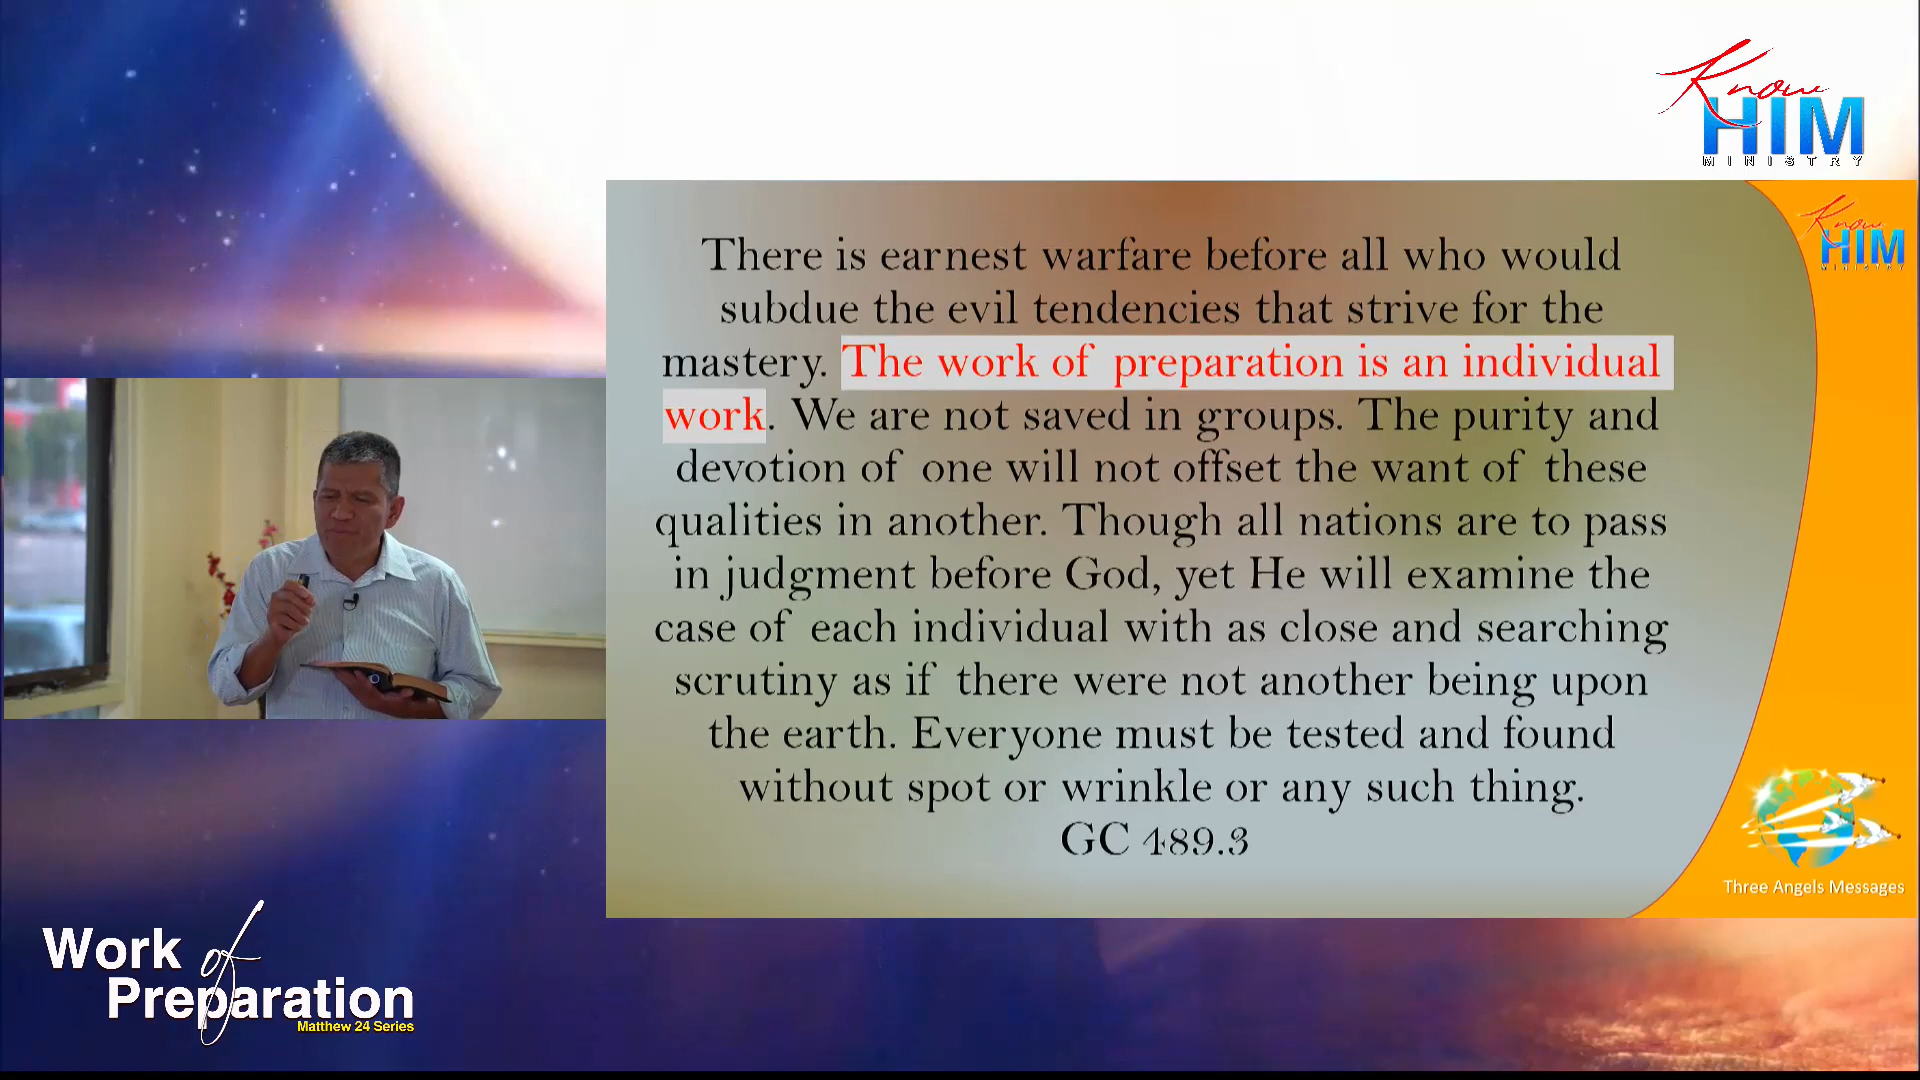 Know
HIM
MINISTRY
There is earnest warfare before all who would
subdue the evil tendencies that strive for the
mastery. The work of preparation is an individual
work. We are not saved in groups. The purity and
devotion of one will not offset the want of these
qualities in another. Though all nations are to pass
in judgment before God, yet He will examine the
case of each individual with as close and searching
scrutiny as if there were not another being upon
the earth. Everyone must be tested and found
without spot or wrinkle or any such thing.
GC 489.3
Know
HIM
MINISTRY
Three Angels Messages
Work of
Preparation
Matthew 24 Series